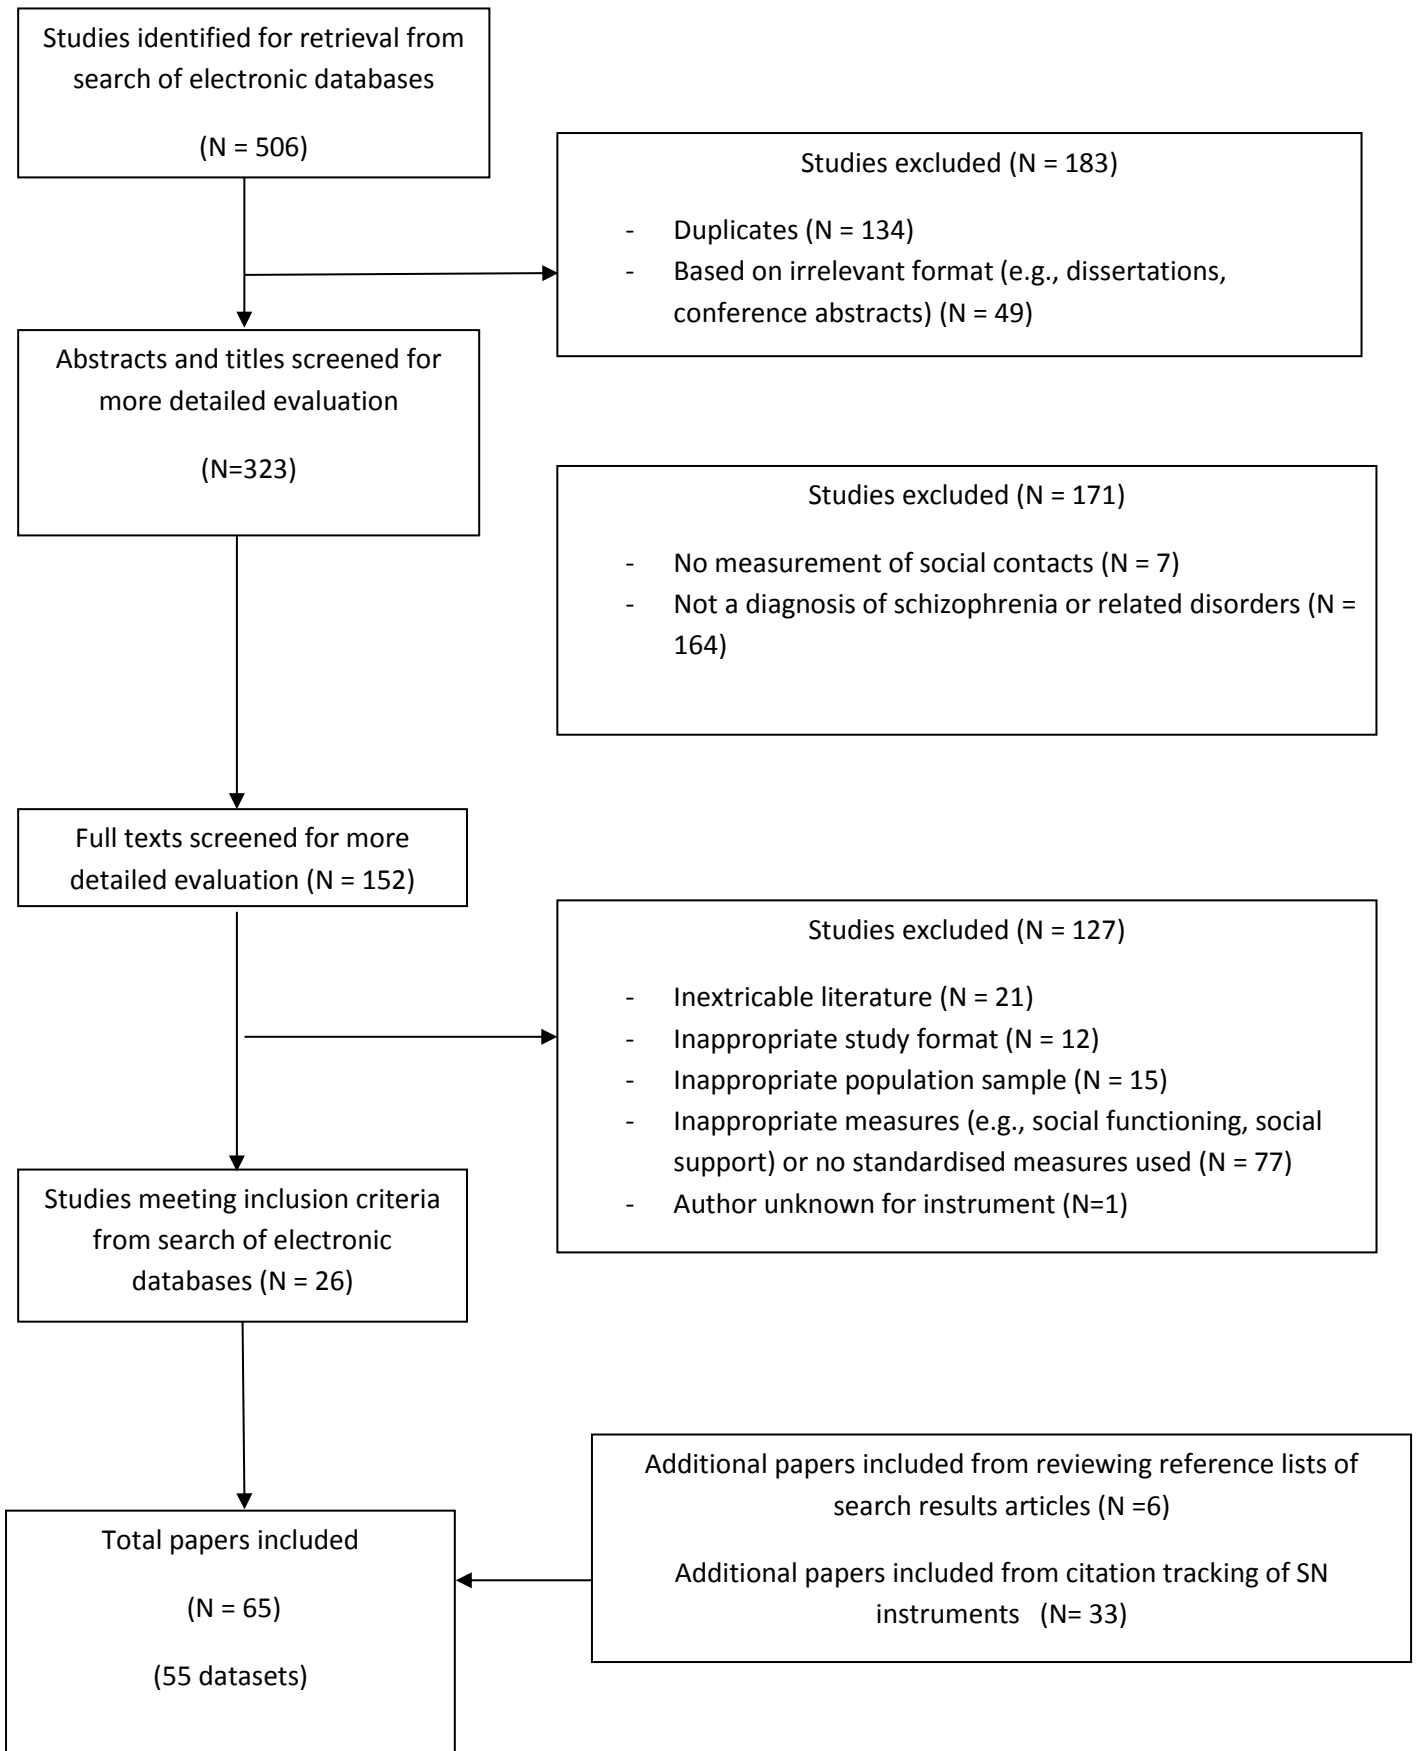 Studies identified for retrieval from
search of electronic databases
(N = 506)
Studies excluded (N = 183)
- Duplicates (N = 134)
- Based on irrelevant format (e.g., dissertations,
conference abstracts) (N = 49)
Abstracts and titles screened for
more detailed evaluation
(N=323)
Studies excluded (N = 171)
- No measurement of social contacts (N = 7)
- Not a diagnosis of schizophrenia or related disorders (N =
164)
Full texts screened for more
detailed evaluation (N = 152)
Studies excluded (N = 127)
- Inextricable literature (N = 21)
- Inappropriate study format (N = 12)
- Inappropriate population sample (N = 15)
- Inappropriate measures (e.g., social functioning, social
support) or no standardised measures used (N = 77)
- Author unknown for instrument (N=1)
Studies meeting inclusion criteria
from search of electronic
databases (N = 26)
Additional papers included from reviewing reference lists of
search results articles (N =6)
Additional papers included from citation tracking of SN
instruments   (N= 33)
Total papers included
(N = 65)
(55 datasets)